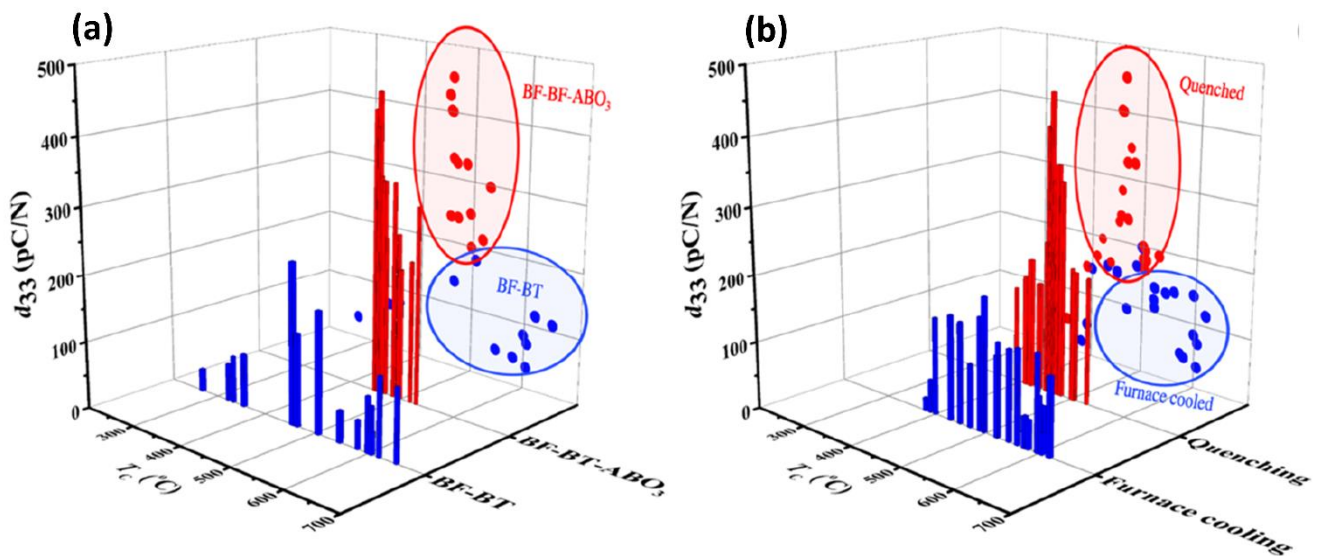 (a)
500
400
300
200
100
0
d33 (pC/N)
300
400
500
600
700
Tc (°C)
BF-BF-ABO3
BF-BT
BF-BT-ABO3
BF-BT
(b)
500
400
300
200
100
0
d33 (pC/N)
300
400
500
600
700
Tc (°C)
Quenched
Furnace cooled
Quenching
Furnace cooling